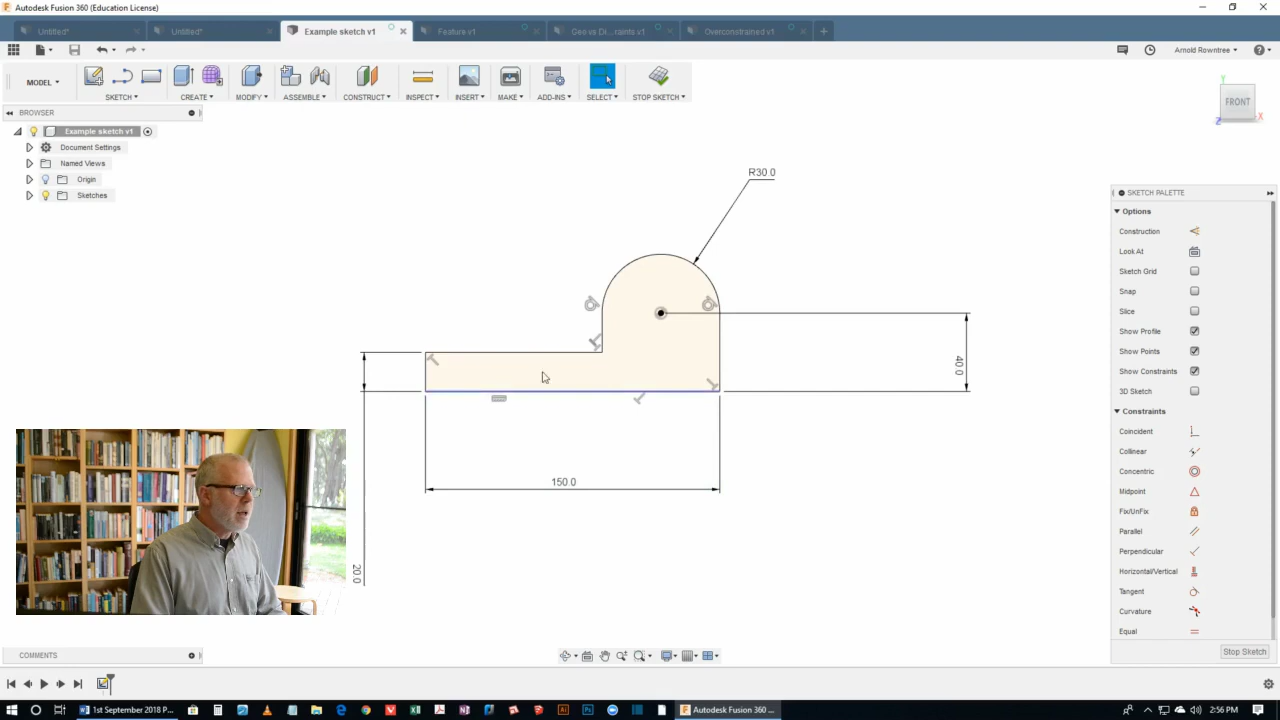 Autodesk Fusion 360 (Education License)
Untitled*
Untitled*
Example sketch v1
Feature v1
Overconstrained v1
Arnold Rowntree
MODEL
SKETCH
CREATE
MODIFY
ASSEMBLE
CONSTRUCT
INSPECT
INSERT
MAKE
ADD-INS
SELECT
STOP SKETCH
BROWSER
Example sketch v1
Document Settings
Named Views
Origin
Sketches
Y
FRONT
X
Z
R30.0
40.0
150.0
20.0
SKETCH PALETTE
Options
Construction
Look At
Sketch Grid
Snap
Slice
Show Profile
Show Points
Show Constraints
3D Sketch
Constraints
Coincident
Collinear
Concentric
Midpoint
Fix/UnFix
Parallel
Perpendicular
Horizontal/Vertical
Tangent
Curvature
Equal
Stop Sketch
COMMENTS
1st September 2018 P...
Autodesk Fusion 360 ...
2:56 PM